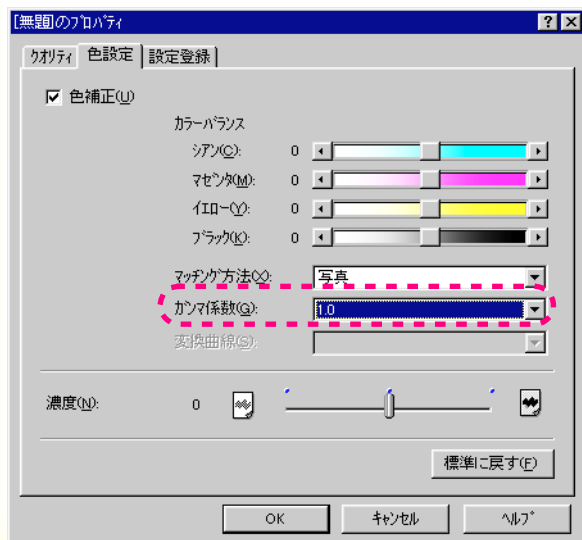 [無題]のﾌﾟﾛﾊﾟﾃｨ
ｸｵﾘﾃｨ 色設定 設定登録
色補正(U)
ｶﾗｰﾊﾞﾗﾝｽ
ｼｱﾝ(C): 0
ﾏｾﾞﾝﾀ(M): 0
ｲｴﾛｰ(Y): 0
ﾌﾞﾗｯｸ(K): 0
ﾏｯﾁﾝｸﾞ方法(X): 写真
ｶﾞﾝﾏ係数(G): 1.0
変換曲線(S):
濃度(N): 0
標準に戻す(F)
OK ｷｬﾝｾﾙ ﾍﾙﾌﾟ